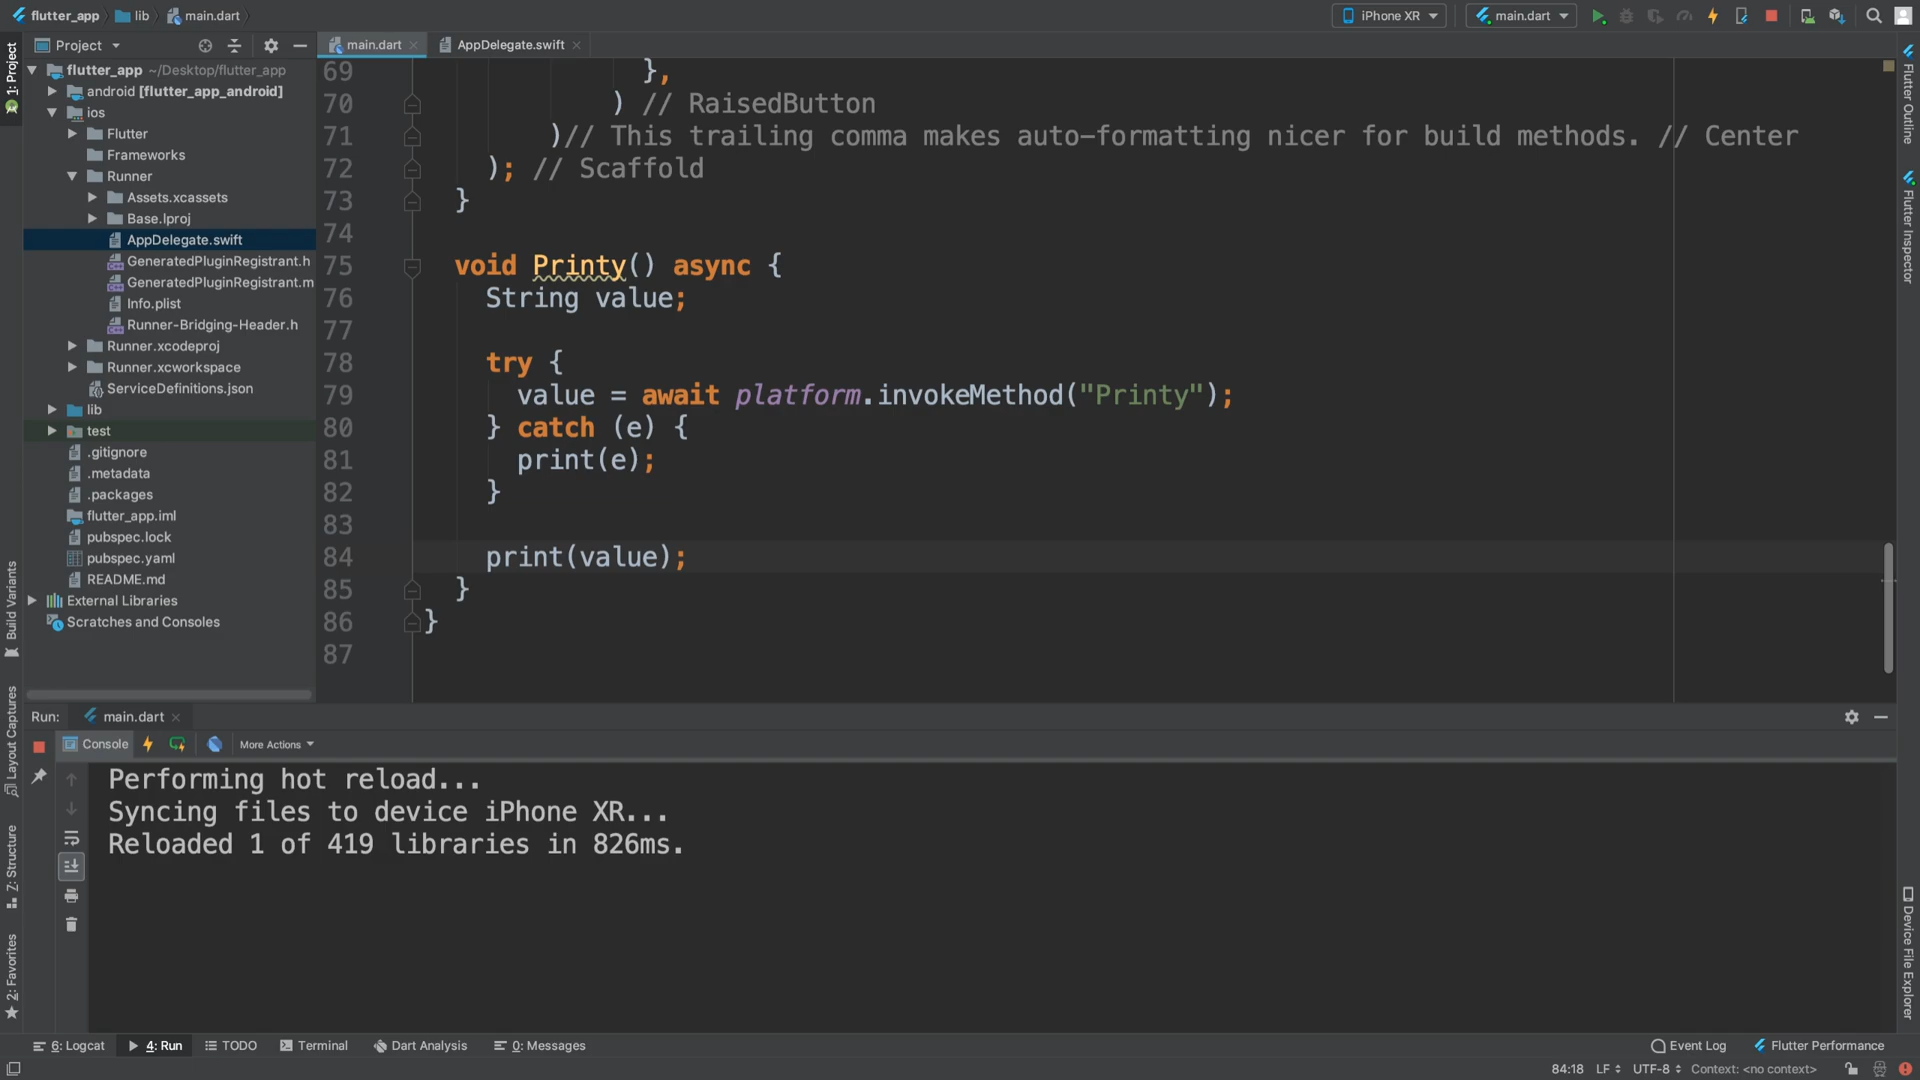 flutter_app lib main.dart iPhone XR main.dart
Project main.dart AppDelegate.swift
1: Project
Build Variants
Layout Captures
Z: Structure
2: Favorites
flutter_app ~/Desktop/flutter_app
android [flutter_app_android]
ios
Flutter
Frameworks
Runner
Assets.xcassets
Base.lproj
AppDelegate.swift
GeneratedPluginRegistrant.h
GeneratedPluginRegistrant.m
Info.plist
Runner-Bridging-Header.h
Runner.xcodeproj
Runner.xcworkspace
ServiceDefinitions.json
lib
test
.gitignore
.metadata
.packages
flutter_app.iml
pubspec.lock
pubspec.yaml
README.md
External Libraries
Scratches and Consoles
69 },
70 ) // RaisedButton
71 )// This trailing comma makes auto-formatting nicer for build methods. // Center
72 ); // Scaffold
73 }
74
75 void Printy() async {
76 String value;
77
78 try {
79 value = await platform.invokeMethod("Printy");
80 } catch (e) {
81 print(e);
82 }
83
84 print(value);
85 }
86 }
87
Flutter Outline
Flutter Inspector
Device File Explorer
Run: main.dart
Console More Actions
Performing hot reload...
Syncing files to device iPhone XR...
Reloaded 1 of 419 libraries in 826ms.
6: Logcat 4: Run TODO Terminal Dart Analysis 0: Messages Event Log Flutter Performance
84:18 LF UTF-8 Context: <no context>